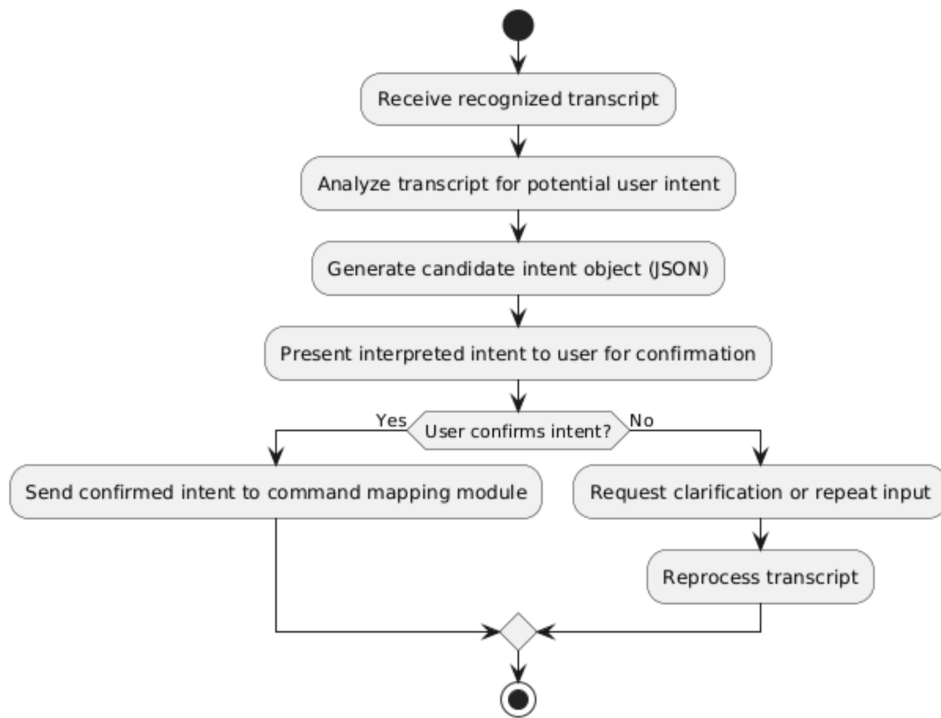 Receive recognized transcript
Analyze transcript for potential user intent
Generate candidate intent object (JSON)
Present interpreted intent to user for confirmation
Yes
User confirms intent?
No
Send confirmed intent to command mapping module
Request clarification or repeat input
Reprocess transcript